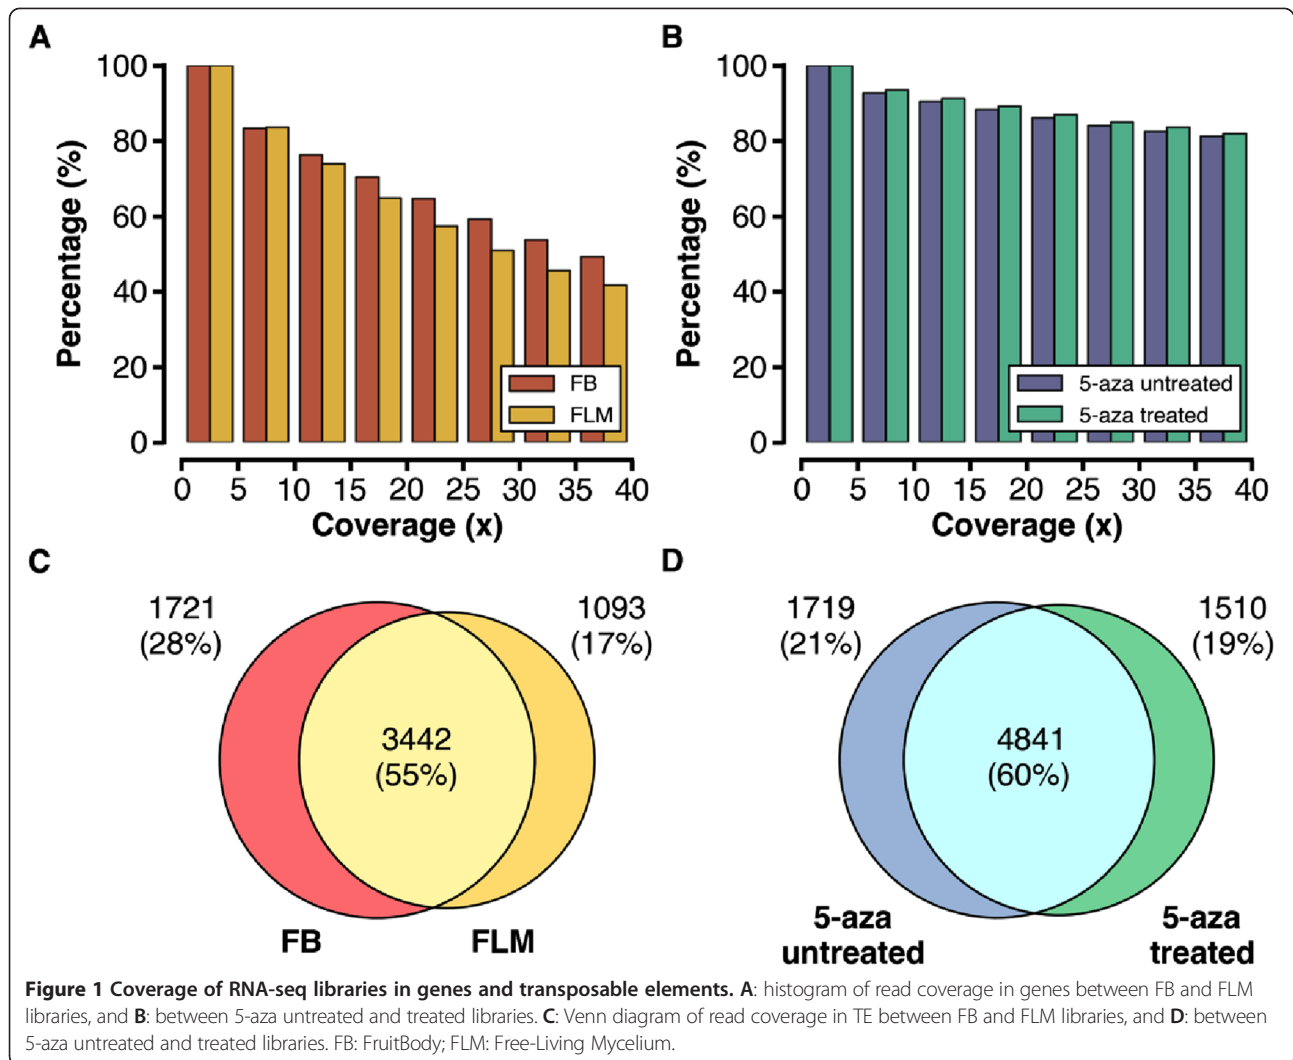 A
100
80
60
40
20
0
Percentage (%)
FB
FLM
0 5 10 15 20 25 30 35 40
Coverage (x)
B
100
80
60
40
20
0
Percentage (%)
5-aza untreated
5-aza treated
0 5 10 15 20 25 30 35 40
Coverage (x)
C
1721
(28%)
1093
(17%)
3442
(55%)
FB
FLM
D
1719
(21%)
1510
(19%)
4841
(60%)
5-aza
untreated
5-aza
treated
Figure 1 Coverage of RNA-seq libraries in genes and transposable elements. A: histogram of read coverage in genes between FB and FLM
libraries, and B: between 5-aza untreated and treated libraries. C: Venn diagram of read coverage in TE between FB and FLM libraries, and D: between
5-aza untreated and treated libraries. FB: FruitBody; FLM: Free-Living Mycelium.